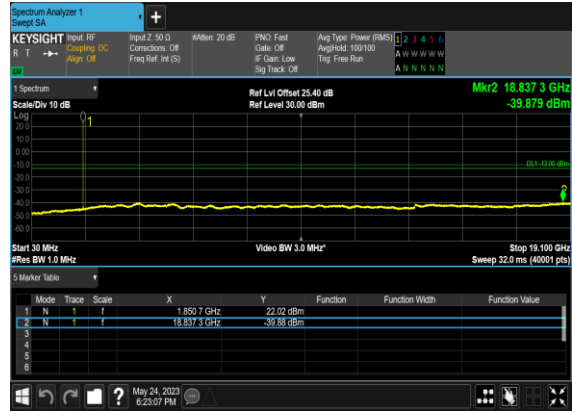 Spectrum Analyzer 1
Swept SA
+
KEYSIGHT Input: RF Input Z: 50 Ω #Atten: 20 dB PNO: Fast Avg Type: Power (RMS) 1 2 3 4 5 6
R T Coupling: DC Corrections: Off Gate: Off Avg|Hold: 100/100 A W W W W W
Align: Off Freq Ref: Int (S) IF Gain: Low Trig: Free Run
Sig Track: Off A N N N N N
1 Spectrum Ref Lvl Offset 25.40 dB Mkr2 18.837 3 GHz
Scale/Div 10 dB Ref Level 30.00 dBm -39.879 dBm
Log
1
20.0
10.0
0.00
-10.0
DL1 -13.00 dBm
-20.0
-30.0
2
-40.0
-50.0
-60.0
Start 30 MHz Video BW 3.0 MHz* Stop 19.100 GHz
#Res BW 1.0 MHz Sweep 32.0 ms (40001 pts)
5 Marker Table
Mode Trace Scale X Y Function Function Width Function Value
1 N 1 f 1.850 7 GHz 22.02 dBm
2 N 1 f 18.837 3 GHz -39.88 dBm
3
4
5
6
? May 24, 2023
6:23:07 PM